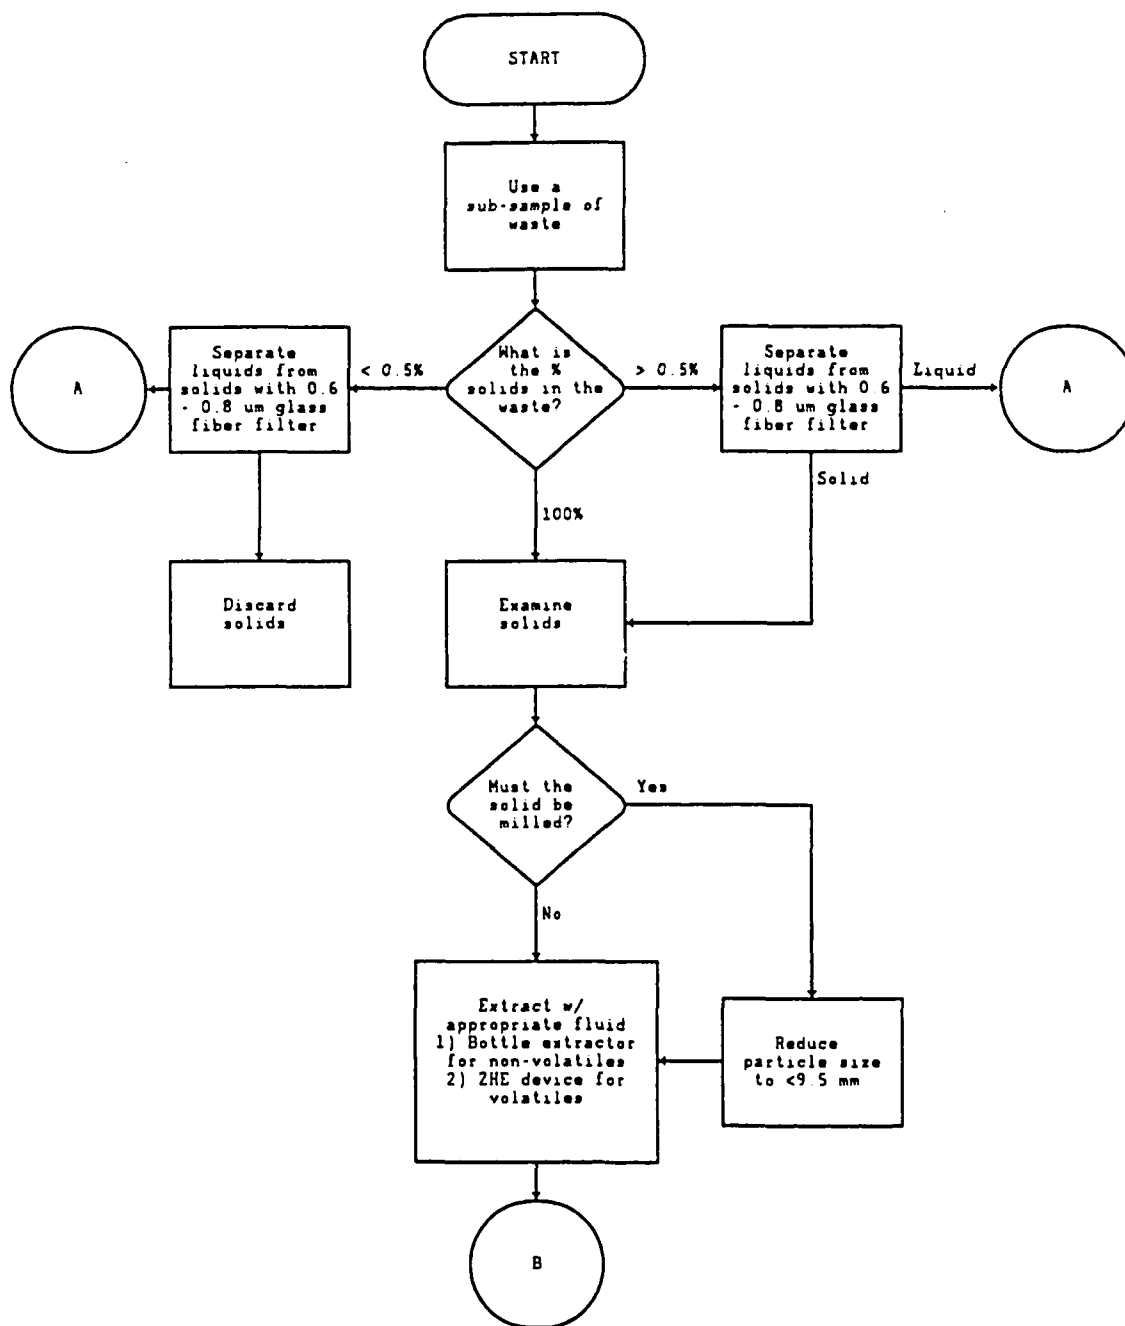 START
Use a
sub-sample of
waste
What is
the %
solids in the
waste?
< 0.5%
> 0.5%
100%
Separate
liquids from
solids with 0.6
- 0.8 um glass
fiber filter
A
Separate
liquids from
solids with 0.6
- 0.8 um glass
fiber filter
Liquid
A
Solid
Discard
solids
Examine
solids
Must the
solid be
milled?
Yes
No
Extract w/
appropriate fluid
1) Bottle extractor
for non-volatiles
2) ZHE device for
volatiles
Reduce
particle size
to <9.5 mm
B